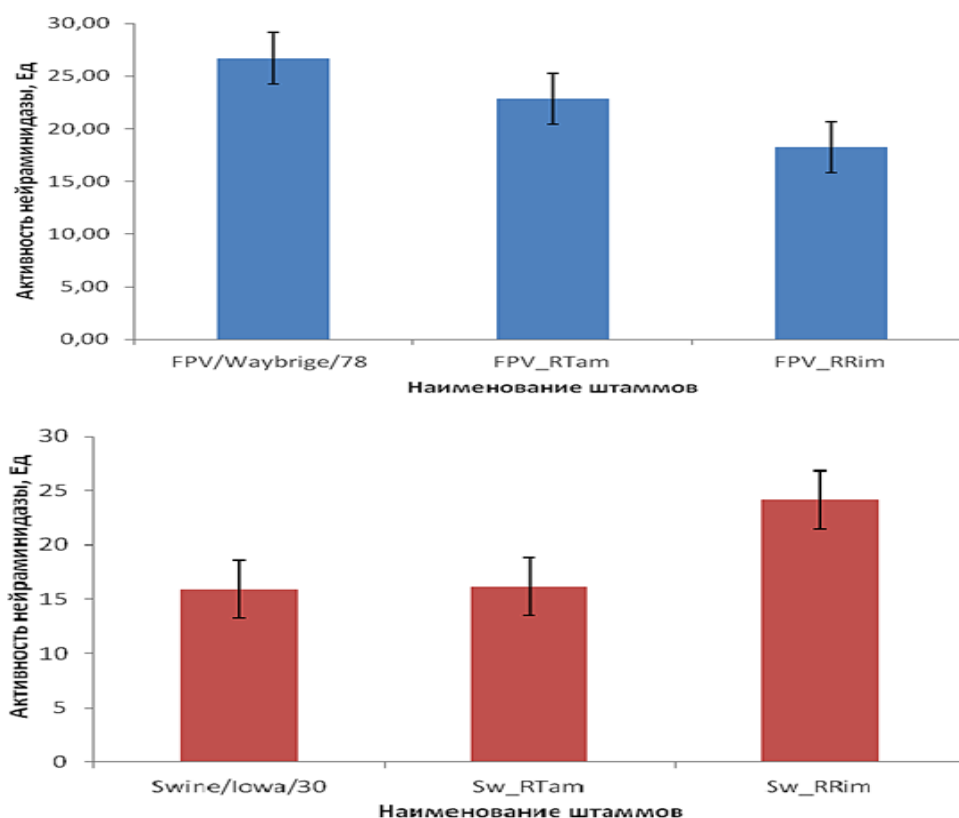 30,00
25,00
20,00
15,00
10,00
5,00
0,00
Активность нейраминидазы, Ед
FPV/Waybrige/78 FPV_RTam FPV_RRim
Наименование штаммов
30
25
20
15
10
5
0
Активность нейраминидазы, Ед
Swine/Iowa/30 Sw_RTam Sw_RRim
Наименование штаммов